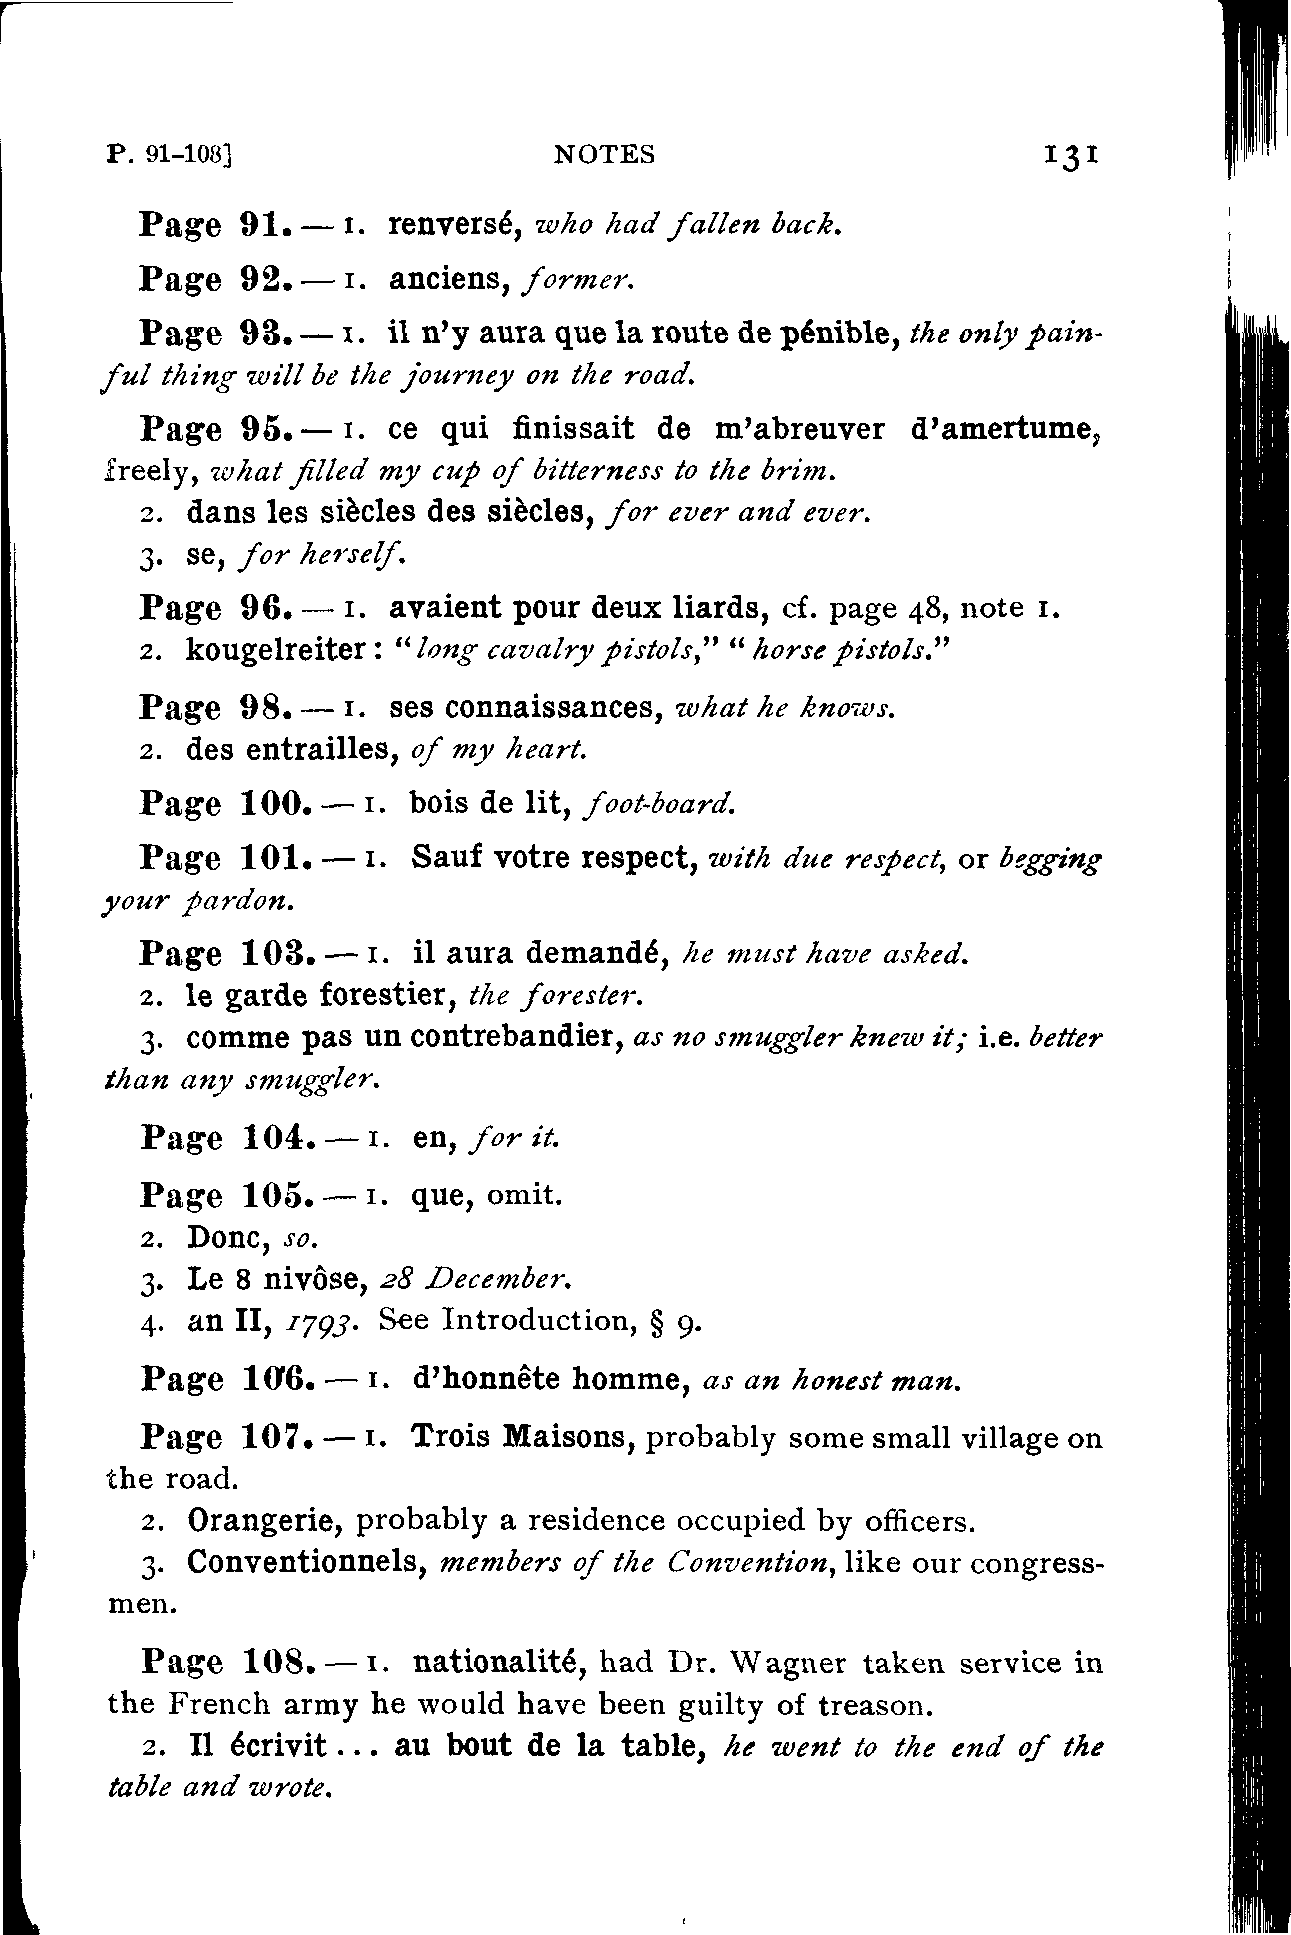 P. 91–108] NOTES 131
Page 91. — 1. renversé, who had fallen back.
Page 92. — 1. anciens, former.
Page 93. — 1. il n'y aura que la route de pénible, the only pain-
ful thing will be the journey on the road.
Page 95. — 1. ce qui finissait de m'abreuver d'amertume,
freely, what filled my cup of bitterness to the brim.
2. dans les siècles des siècles, for ever and ever.
3. se, for herself.
Page 96. — 1. avaient pour deux liards, cf. page 48, note 1.
2. kougelreiter: "long cavalry pistols," "horse pistols."
Page 98. — 1. ses connaissances, what he knows.
2. des entrailles, of my heart.
Page 100. — 1. bois de lit, foot-board.
Page 101. — 1. Sauf votre respect, with due respect, or begging
your pardon.
Page 103. — 1. il aura demandé, he must have asked.
2. le garde forestier, the forester.
3. comme pas un contrebandier, as no smuggler knew it; i.e. better
than any smuggler.
Page 104. — 1. en, for it.
Page 105. — 1. que, omit.
2. Donc, so.
3. Le 8 nivôse, 28 December.
4. an II, 1793. See Introduction, § 9.
Page 106. — 1. d'honnête homme, as an honest man.
Page 107. — 1. Trois Maisons, probably some small village on
the road.
2. Orangerie, probably a residence occupied by officers.
3. Conventionnels, members of the Convention, like our congress-
men.
Page 108. — 1. nationalité, had Dr. Wagner taken service in
the French army he would have been guilty of treason.
2. Il écrivit ... au bout de la table, he went to the end of the
table and wrote.